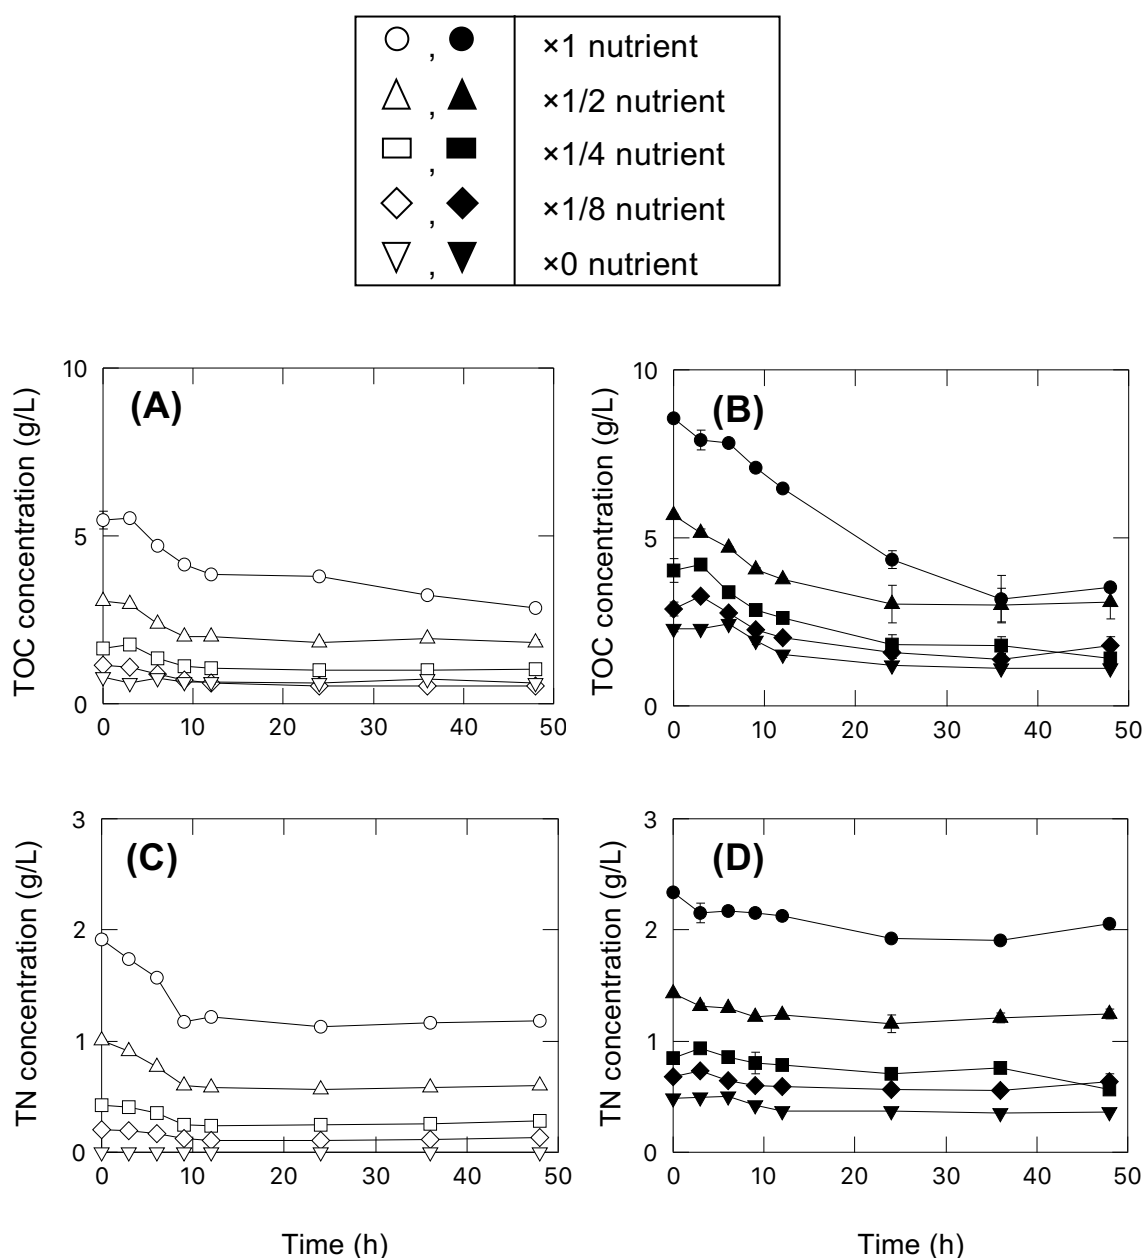 , ×1 nutrient
, ×1/2 nutrient
, ×1/4 nutrient
, ×1/8 nutrient
, ×0 nutrient
(A)
TOC concentration (g/L)
10
5
0
0 10 20 30 40 50
(B)
TOC concentration (g/L)
10
5
0
0 10 20 30 40 50
(C)
TN concentration (g/L)
3
2
1
0
0 10 20 30 40 50
Time (h)
(D)
TN concentration (g/L)
3
2
1
0
0 10 20 30 40 50
Time (h)